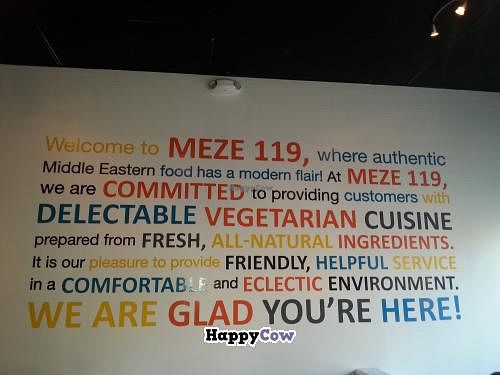 Welcome to MEZE 119, where authentic
Middle Eastern food has a modern flair! At MEZE 119,
we are COMMITTED to providing customers with
DELECTABLE VEGETARIAN CUISINE
prepared from FRESH, ALL-NATURAL INGREDIENTS.
It is our pleasure to provide FRIENDLY, HELPFUL SERVICE
in a COMFORTABLE and ECLECTIC ENVIRONMENT.
WE ARE GLAD YOU'RE HERE!
HappyCow
HappyCow